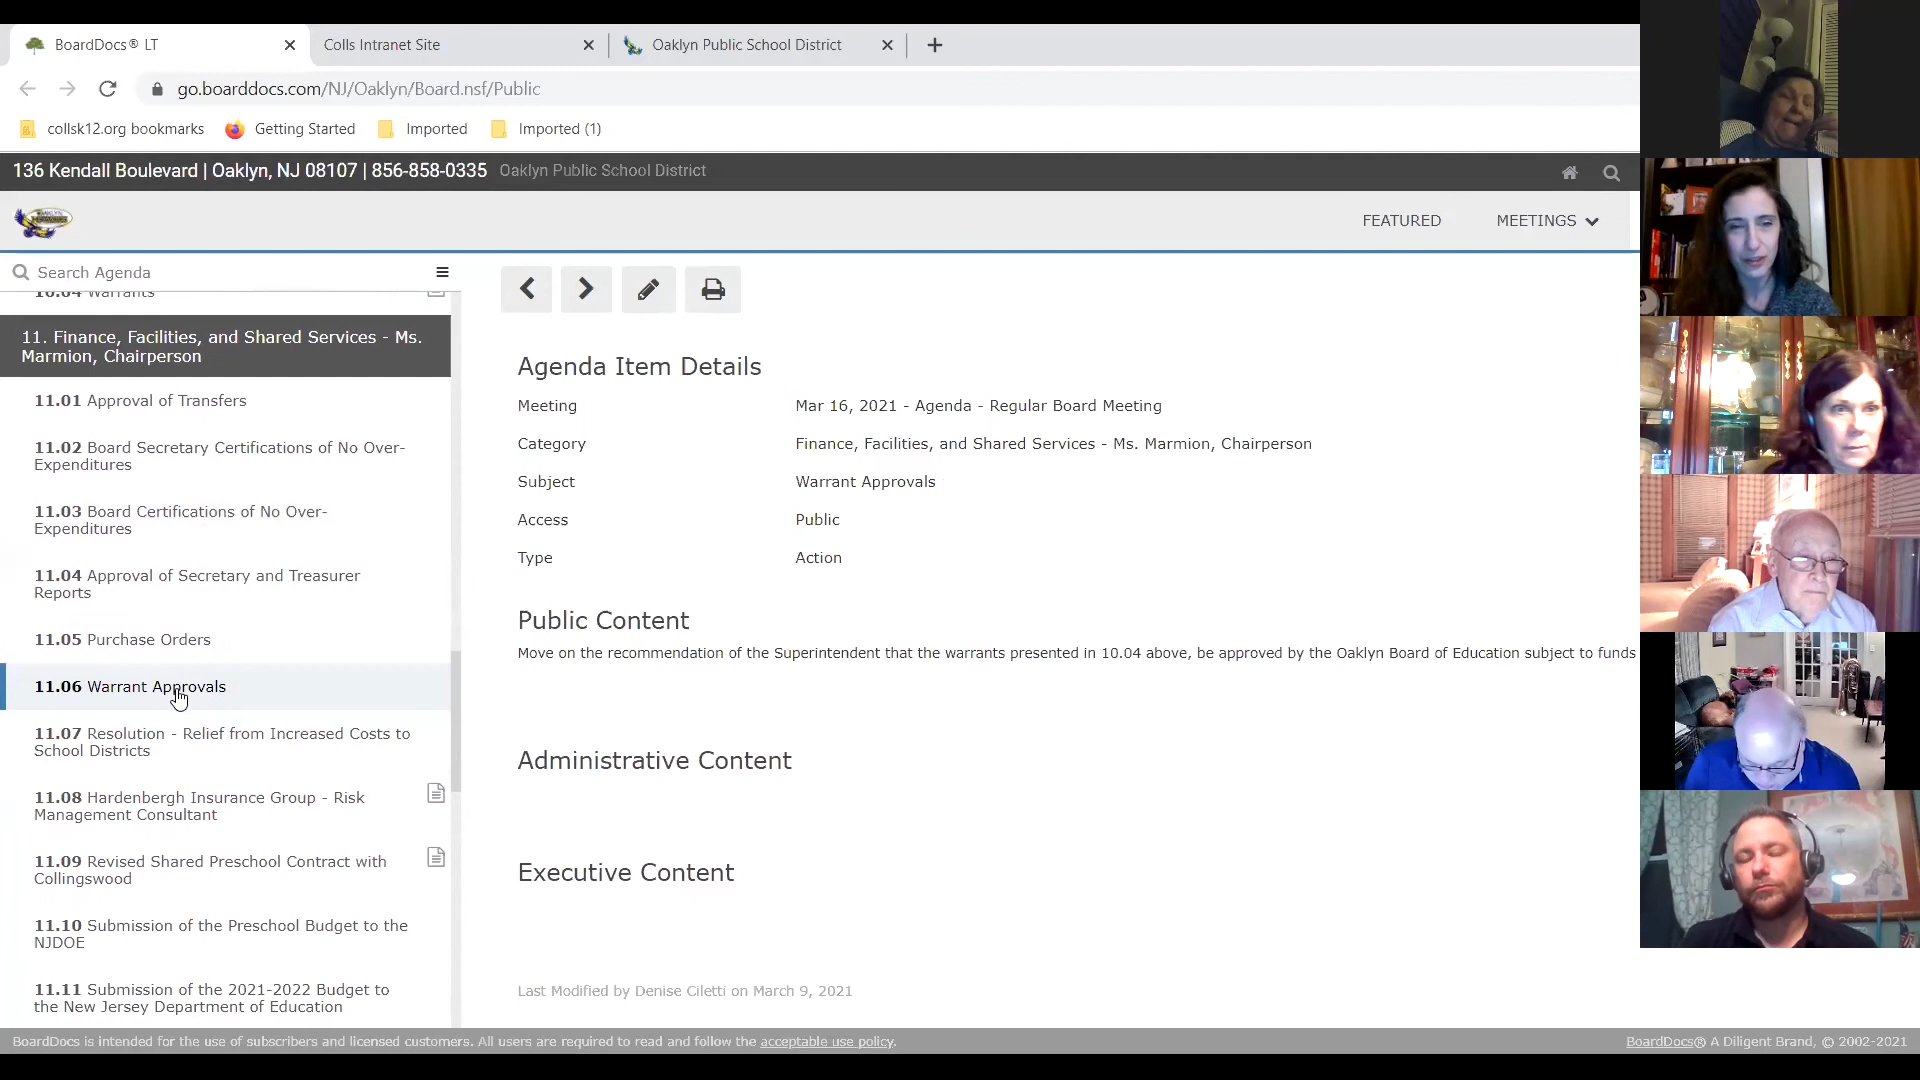 BoardDocs® LT
Colls Intranet Site
Oaklyn Public School District
go.boarddocs.com/NJ/Oaklyn/Board.nsf/Public
collsk12.org bookmarks
Getting Started
Imported
Imported (1)
136 Kendall Boulevard | Oaklyn, NJ 08107 | 856-858-0335 Oaklyn Public School District
FEATURED
MEETINGS
Search Agenda
10.04 Warrants
11. Finance, Facilities, and Shared Services - Ms.
Marmion, Chairperson
11.01 Approval of Transfers
11.02 Board Secretary Certifications of No Over-
Expenditures
11.03 Board Certifications of No Over-
Expenditures
11.04 Approval of Secretary and Treasurer
Reports
11.05 Purchase Orders
11.06 Warrant Approvals
11.07 Resolution - Relief from Increased Costs to
School Districts
11.08 Hardenbergh Insurance Group - Risk
Management Consultant
11.09 Revised Shared Preschool Contract with
Collingswood
11.10 Submission of the Preschool Budget to the
NJDOE
11.11 Submission of the 2021-2022 Budget to
the New Jersey Department of Education
Agenda Item Details
Meeting Mar 16, 2021 - Agenda - Regular Board Meeting
Category Finance, Facilities, and Shared Services - Ms. Marmion, Chairperson
Subject Warrant Approvals
Access Public
Type Action
Public Content
Move on the recommendation of the Superintendent that the warrants presented in 10.04 above, be approved by the Oaklyn Board of Education subject to funds
Administrative Content
Executive Content
Last Modified by Denise Ciletti on March 9, 2021
BoardDocs is intended for the use of subscribers and licensed customers. All users are required to read and follow the acceptable use policy.
BoardDocs® A Diligent Brand, © 2002-2021